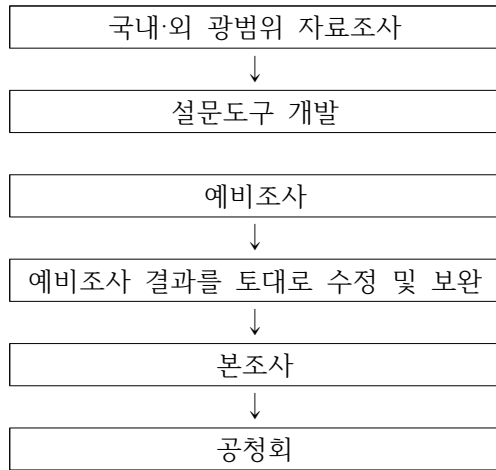 국내·외 광범위 자료조사
↓
설문도구 개발
예비조사
↓
예비조사 결과를 토대로 수정 및 보완
↓
본조사
↓
공청회